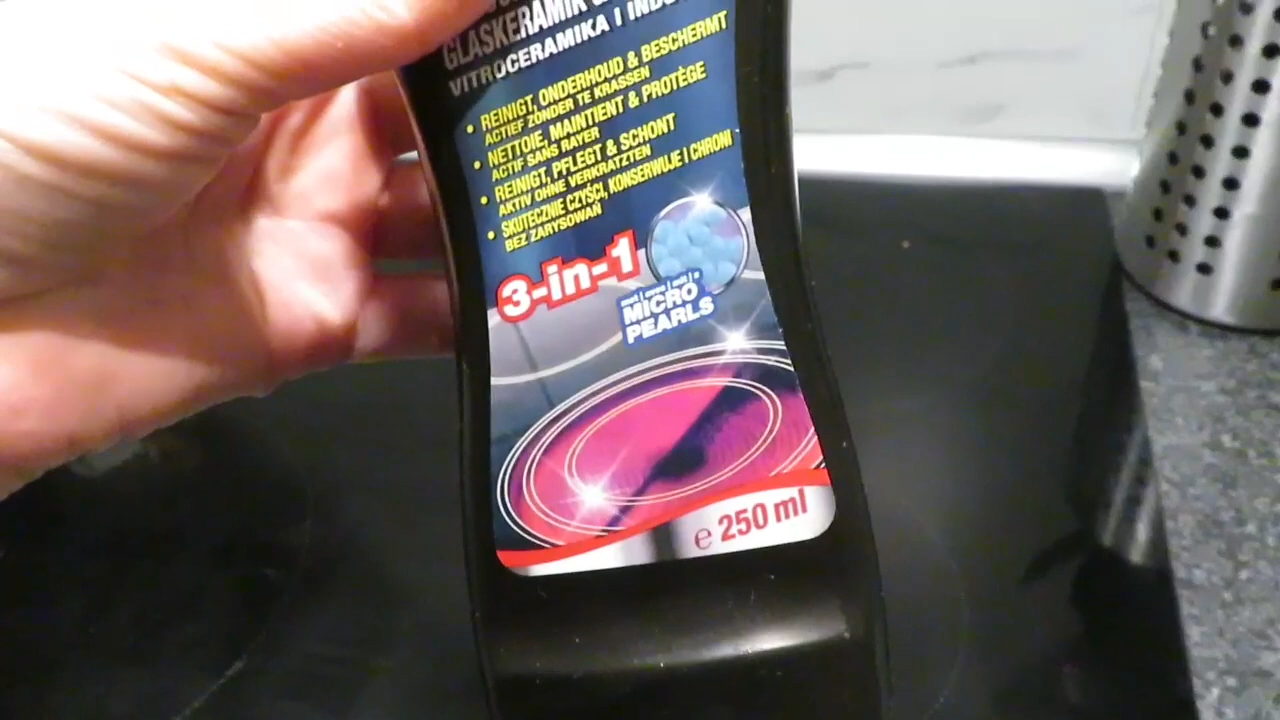 GLASKERAMIK &
VITROCERAMIKA I
• REINIGT, ONDERHOUD & BESCHERMT
ACTIEF ZONDER TE KRASSEN
• NETTOIE, MAINTIENT & PROTÈGE
ACTIF SANS RAYER
• REINIGT, PFLEGT & SCHONT
AKTIV OHNE VERKRATZTEN
• SKUTECZNIE CZYŚCI, KONSERWUJE I CHRONI
BEZ ZARYSOWAŃ
3-in-1
MICRO
PEARLS
e 250 ml